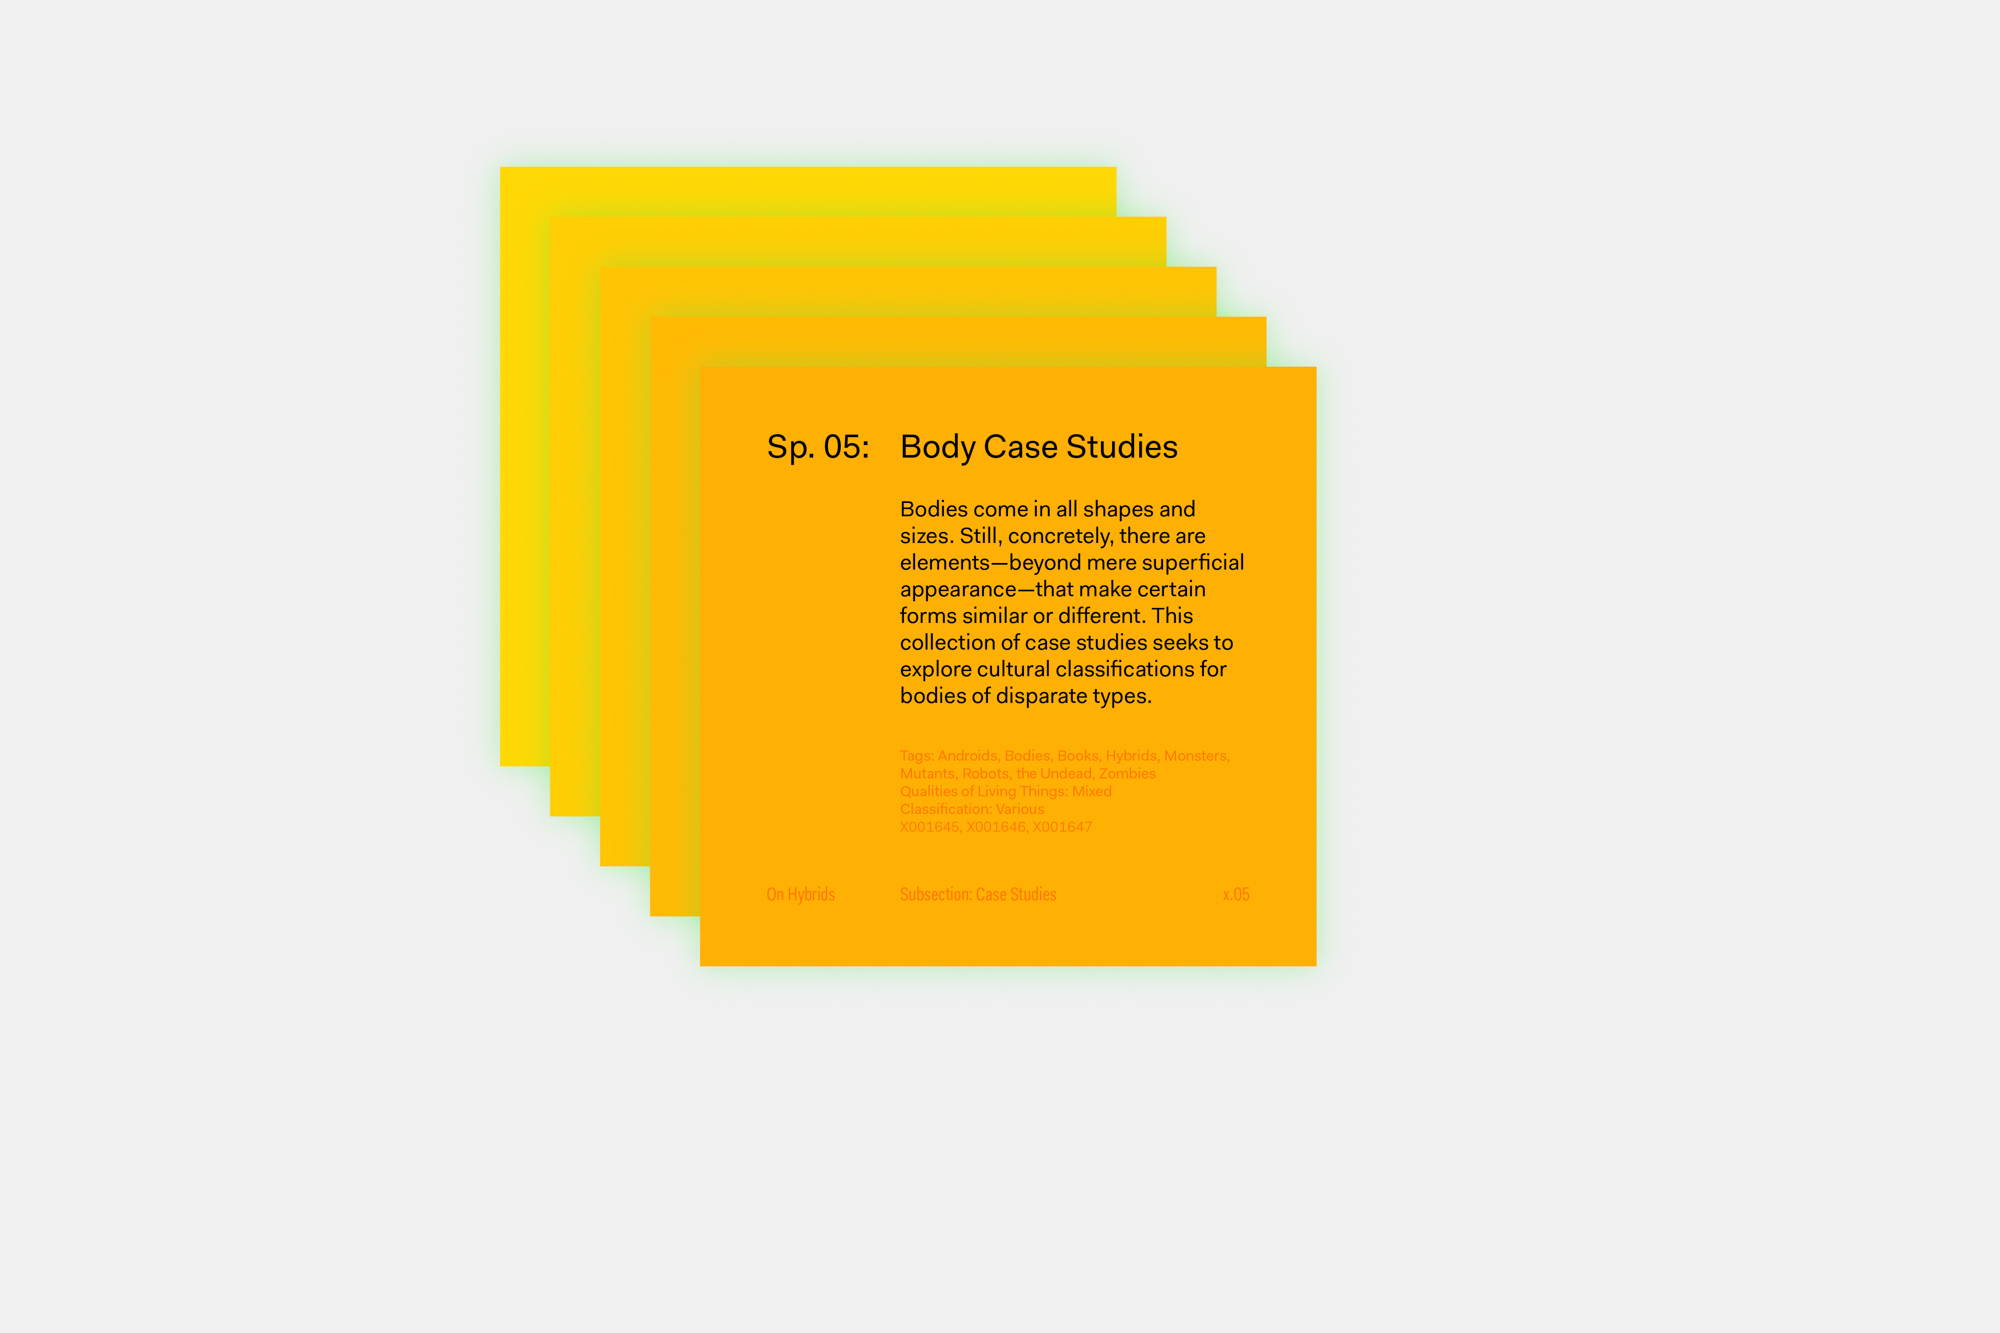 Sp. 05: Body Case Studies
Bodies come in all shapes and
sizes. Still, concretely, there are
elements—beyond mere superficial
appearance—that make certain
forms similar or different. This
collection of case studies seeks to
explore cultural classifications for
bodies of disparate types.
Tags: Androids, Bodies, Books, Hybrids, Monsters,
Mutants, Robots, the Undead, Zombies
Qualities of Living Things: Mixed
Classification: Various
X001645, X001646, X001647
On Hybrids Subsection: Case Studies x.05